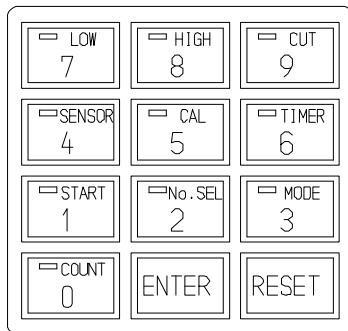 LOW HIGH CUT
7 8 9
SENSOR CAL TIMER
4 5 6
START No.SEL MODE
1 2 3
COUNT
0 ENTER RESET